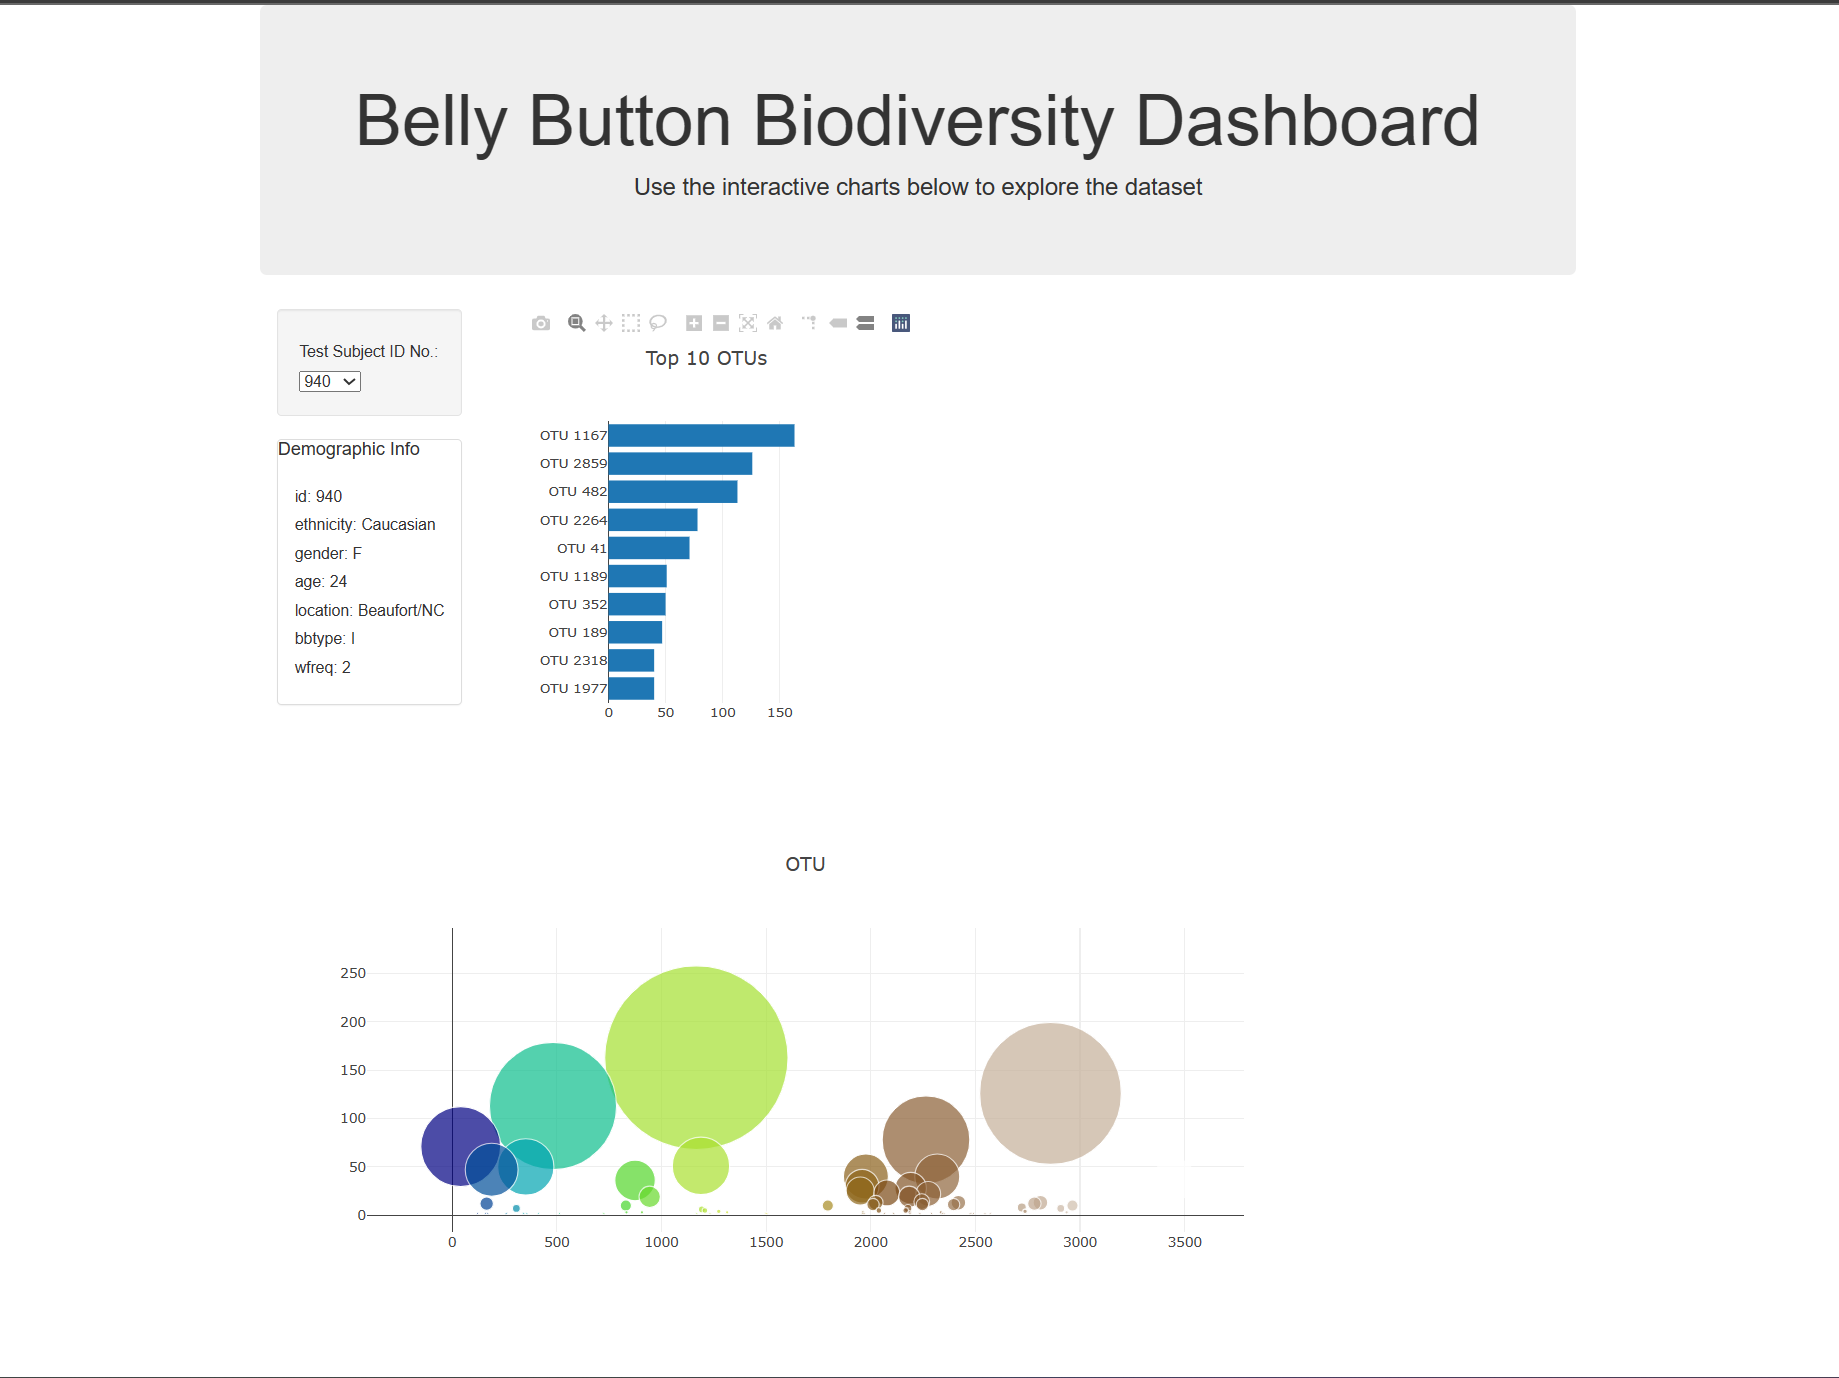 Belly Button Biodiversity Dashboard
Use the interactive charts below to explore the dataset
Test Subject ID No.:
940
Demographic Info
id: 940
ethnicity: Caucasian
gender: F
age: 24
location: Beaufort/NC
bbtype: I
wfreq: 2
Top 10 OTUs
OTU 1167
OTU 2859
OTU 482
OTU 2264
OTU 41
OTU 1189
OTU 352
OTU 189
OTU 2318
OTU 1977
0 50 100 150
OTU
250
200
150
100
50
0
0 500 1000 1500 2000 2500 3000 3500